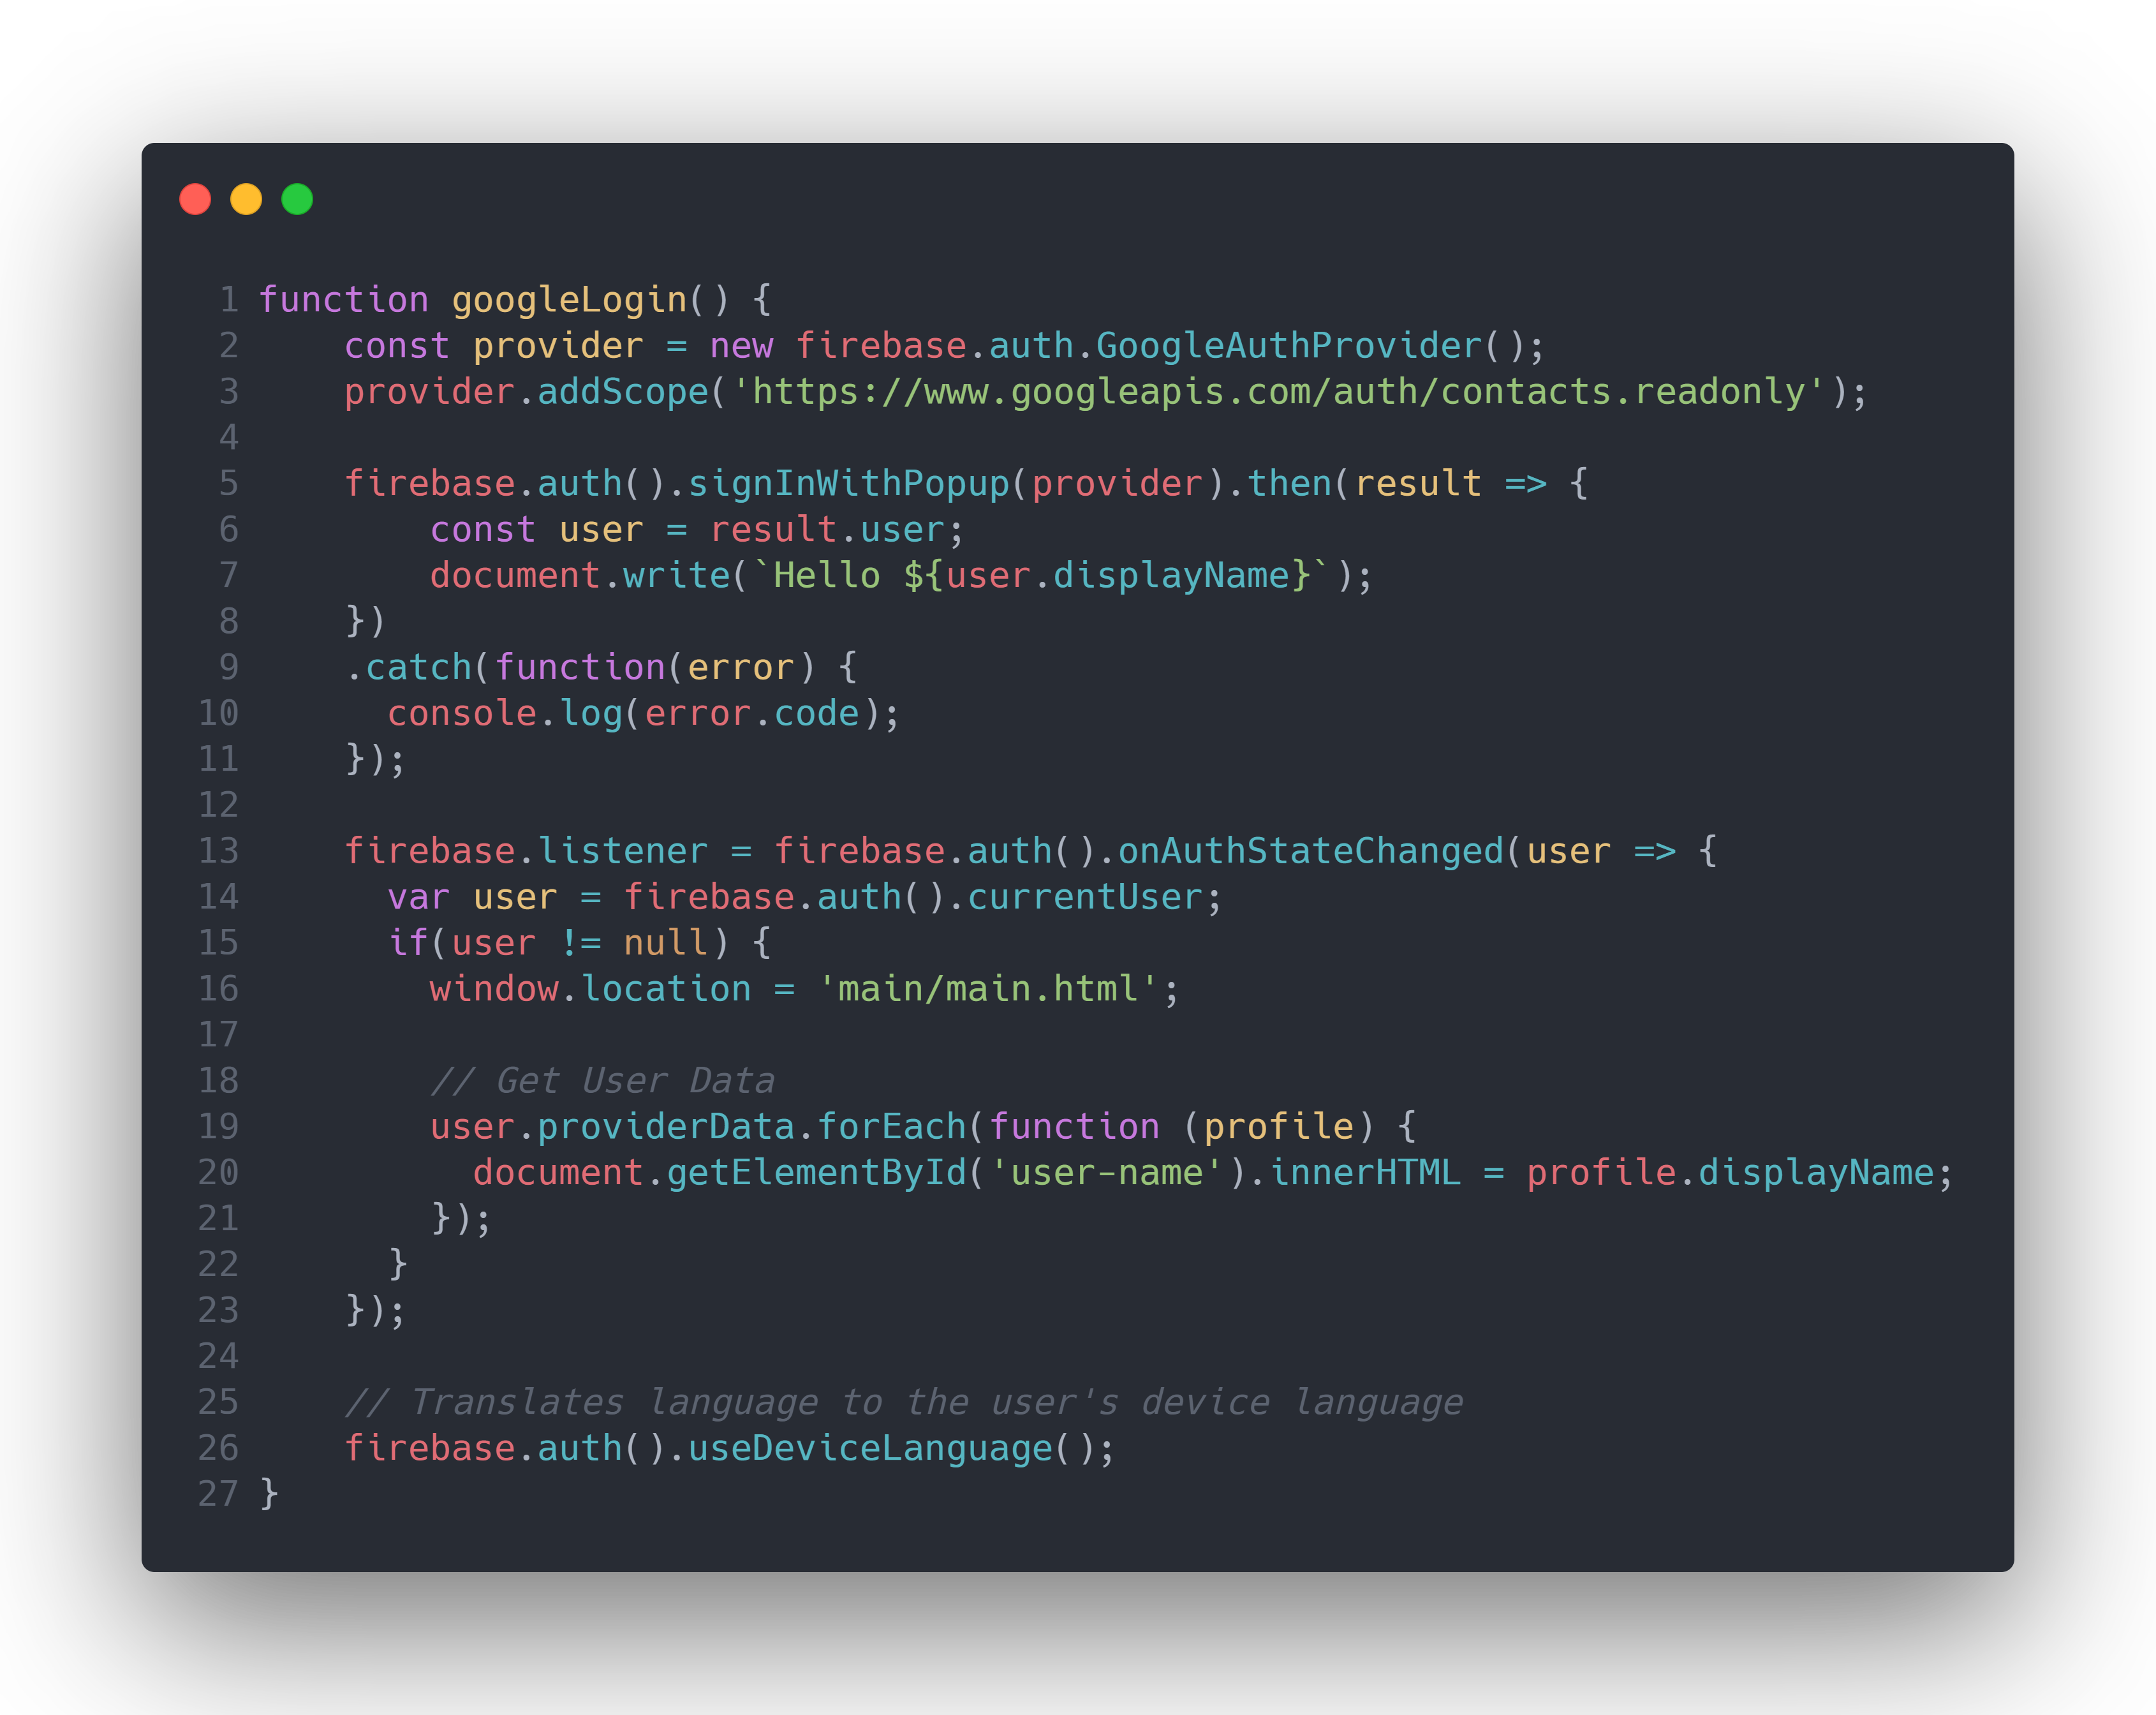 1 function googleLogin() {
2     const provider = new firebase.auth.GoogleAuthProvider();
3     provider.addScope('https://www.googleapis.com/auth/contacts.readonly');
4
5     firebase.auth().signInWithPopup(provider).then(result => {
6         const user = result.user;
7         document.write(`Hello ${user.displayName}`);
8     })
9     .catch(function(error) {
10       console.log(error.code);
11     });
12
13     firebase.listener = firebase.auth().onAuthStateChanged(user => {
14       var user = firebase.auth().currentUser;
15       if(user != null) {
16         window.location = 'main/main.html';
17
18         // Get User Data
19         user.providerData.forEach(function (profile) {
20           document.getElementById('user-name').innerHTML = profile.displayName;
21         });
22       }
23     });
24
25     // Translates language to the user's device language
26     firebase.auth().useDeviceLanguage();
27 }